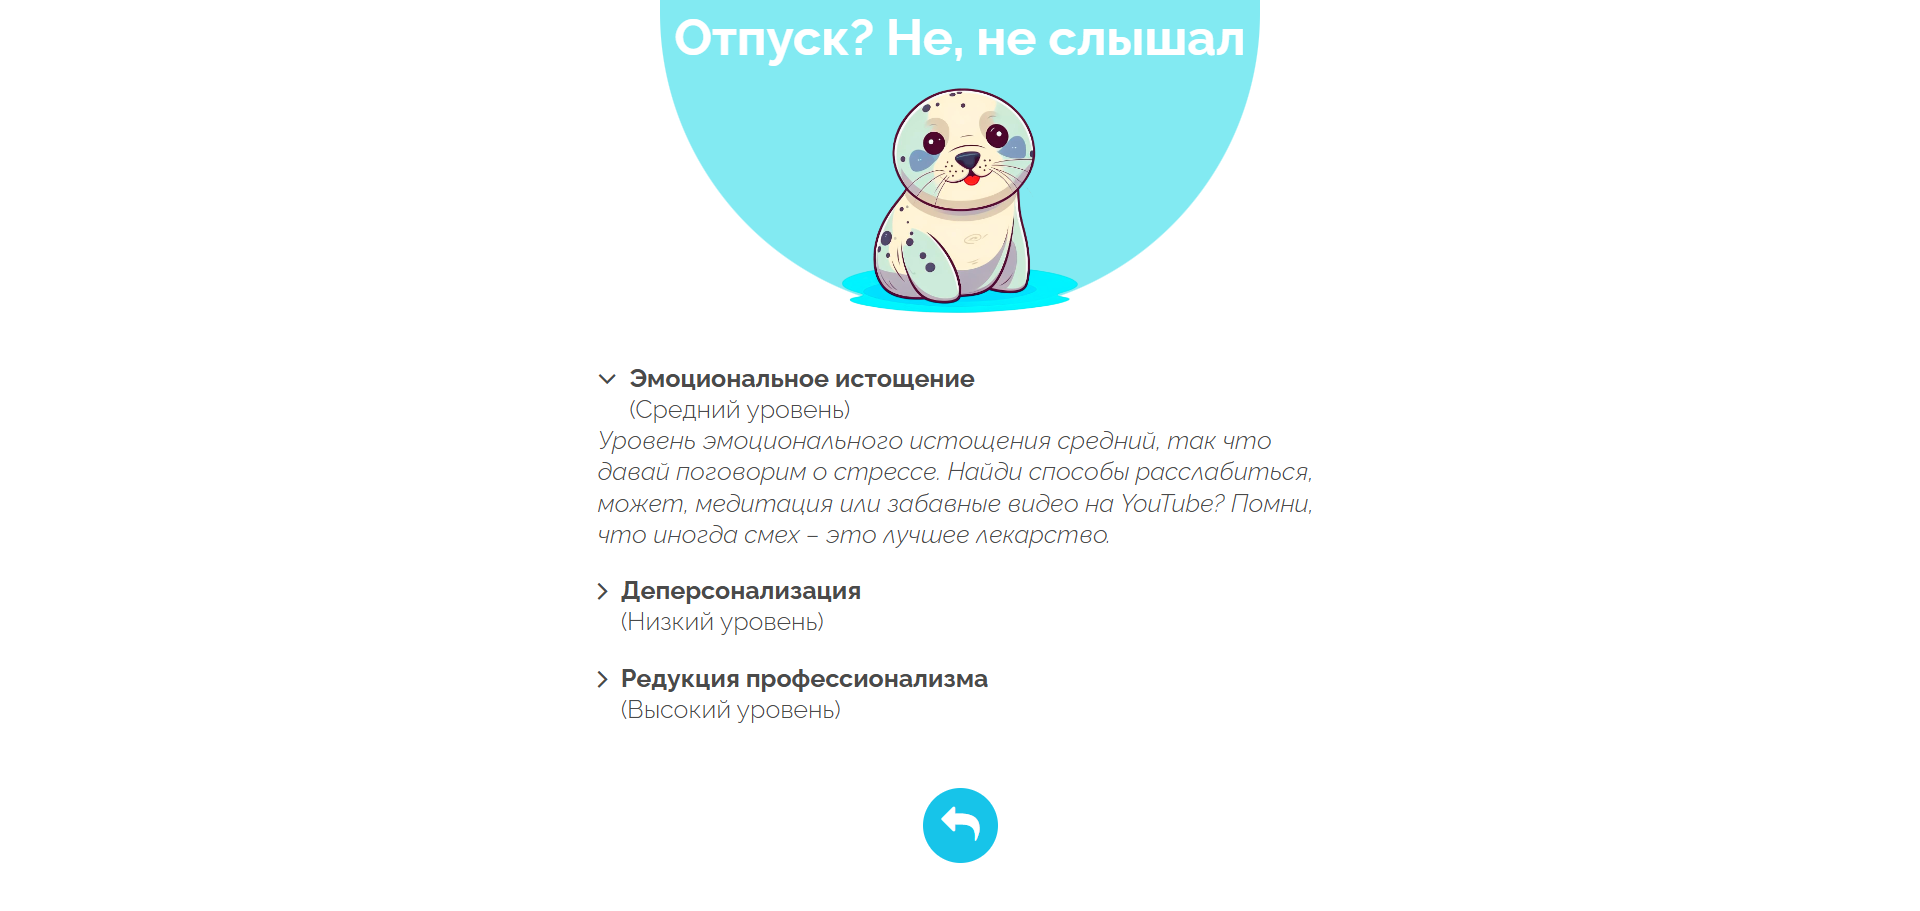 Отпуск? Не, не слышал
Эмоциональное истощение
(Средний уровень)
Уровень эмоционального истощения средний, так что
давай поговорим о стрессе. Найди способы расслабиться,
может, медитация или забавные видео на YouTube? Помни,
что иногда смех – это лучшее лекарство.
Деперсонализация
(Низкий уровень)
Редукция профессионализма
(Высокий уровень)